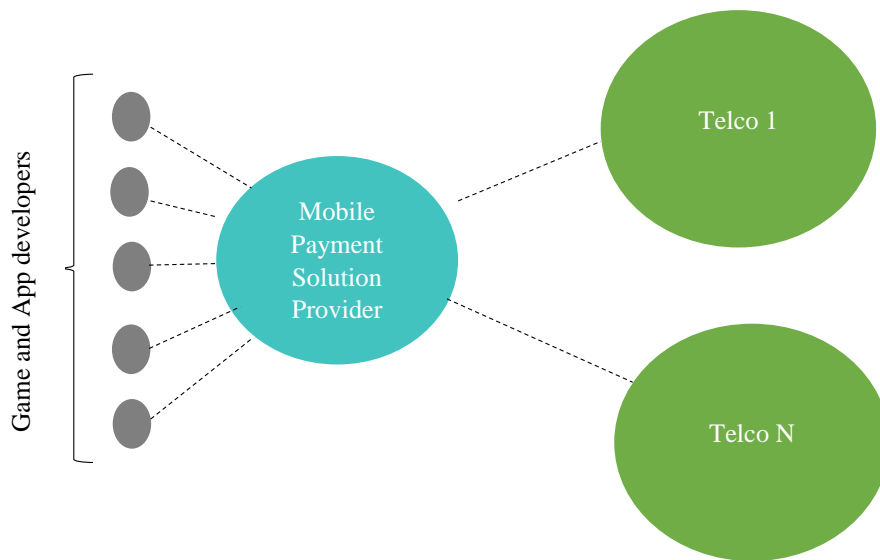 Game and App developers
Mobile
Payment
Solution
Provider
Telco 1
Telco N